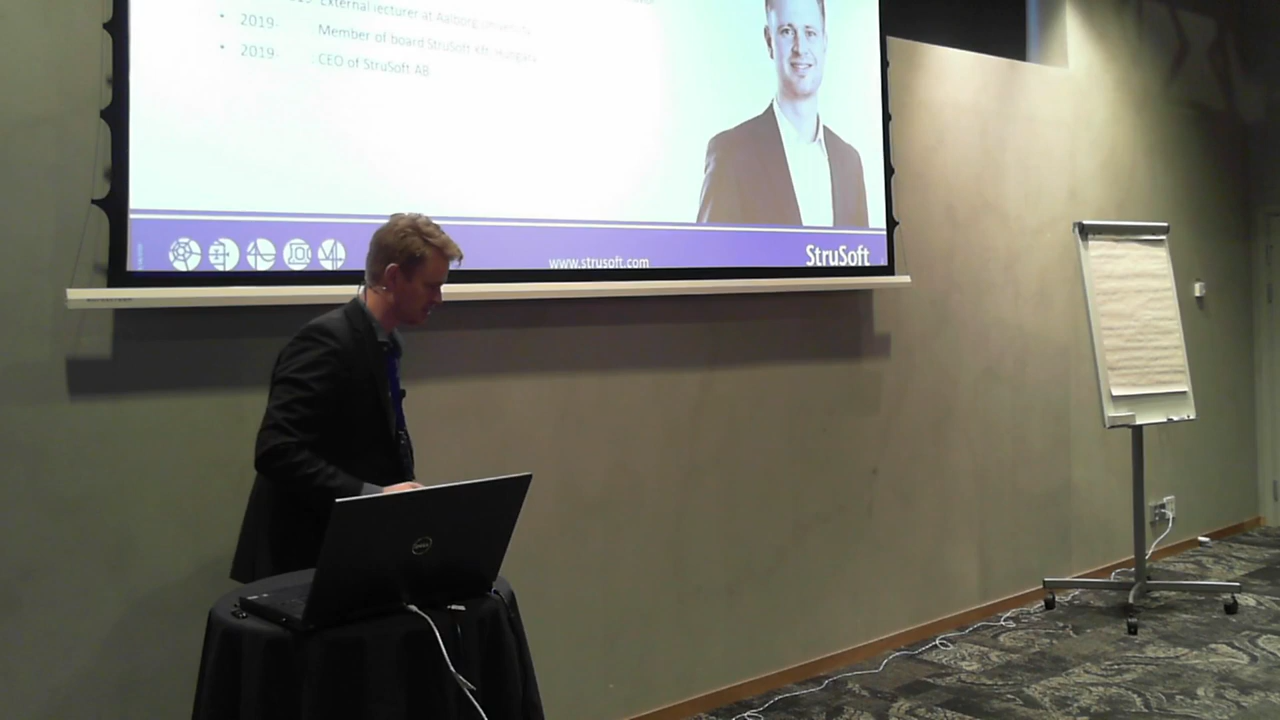 External lecturer at Aalborg University
• 2019- Member of board StruSoft Kft. Hungary
• 2019- CEO of StruSoft AB
www.strusoft.com
StruSoft
DELL